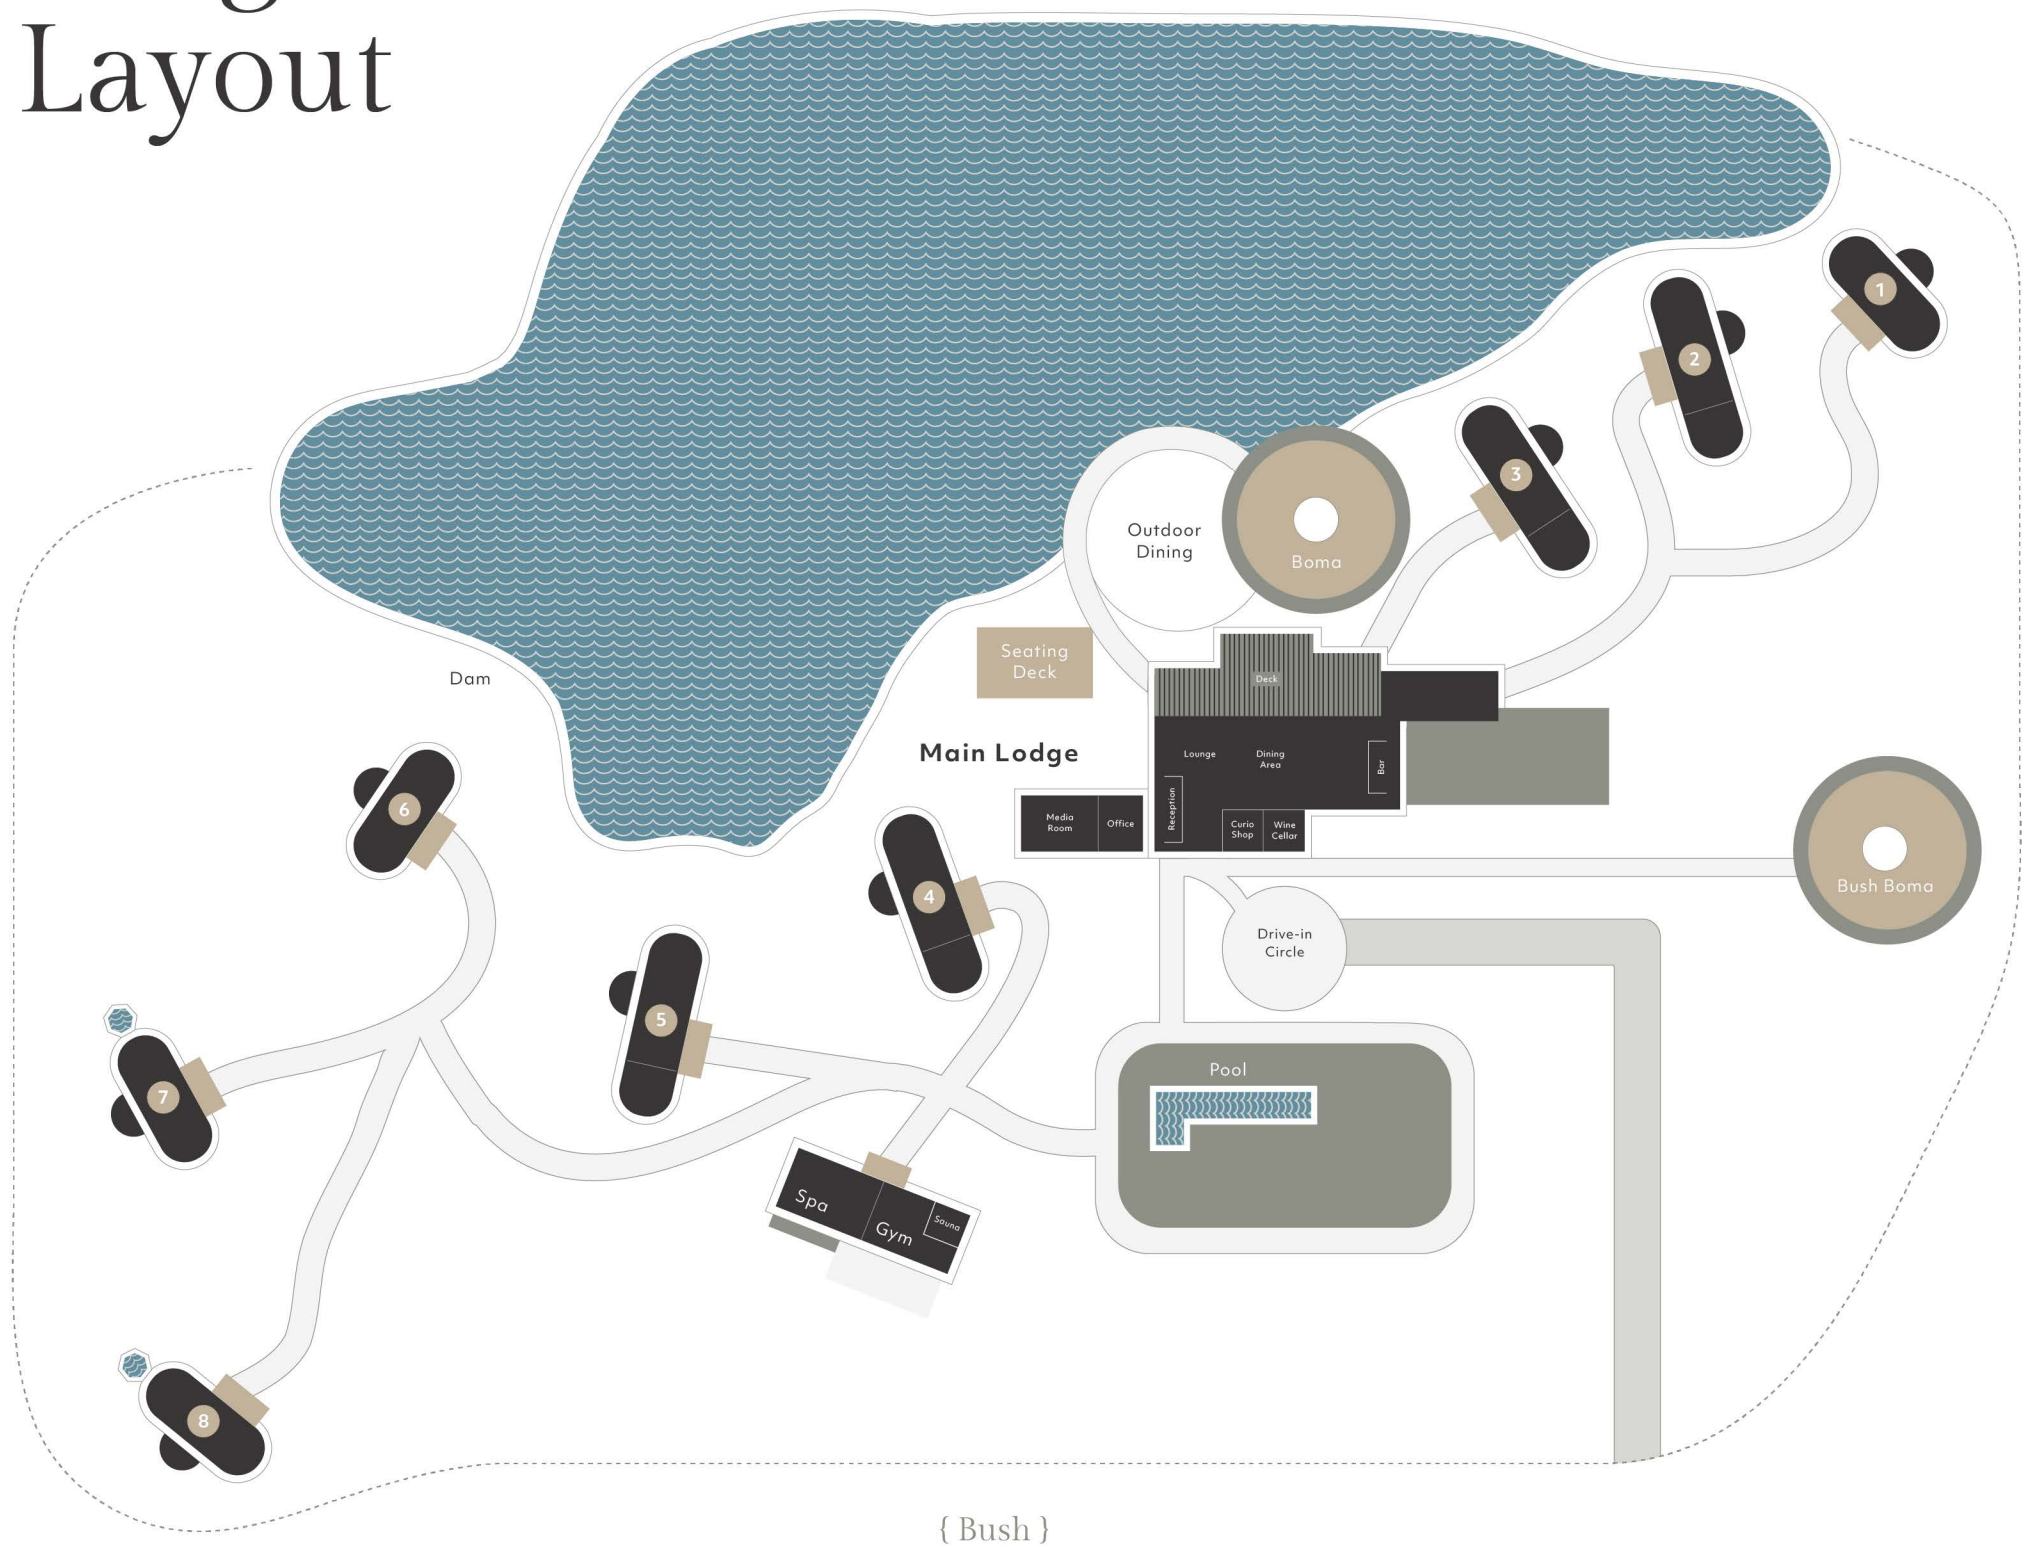 Layout
1
2
3
Outdoor
Dining
Boma
Seating
Deck
Deck
Dam
Main Lodge
Lounge
Dining
Area
Bar
Reception
Media
Room
Office
Curio
Shop
Wine
Cellar
6
4
Bush Boma
Drive-in
Circle
5
Pool
7
Spa
Gym
Sauna
8
{ Bush }